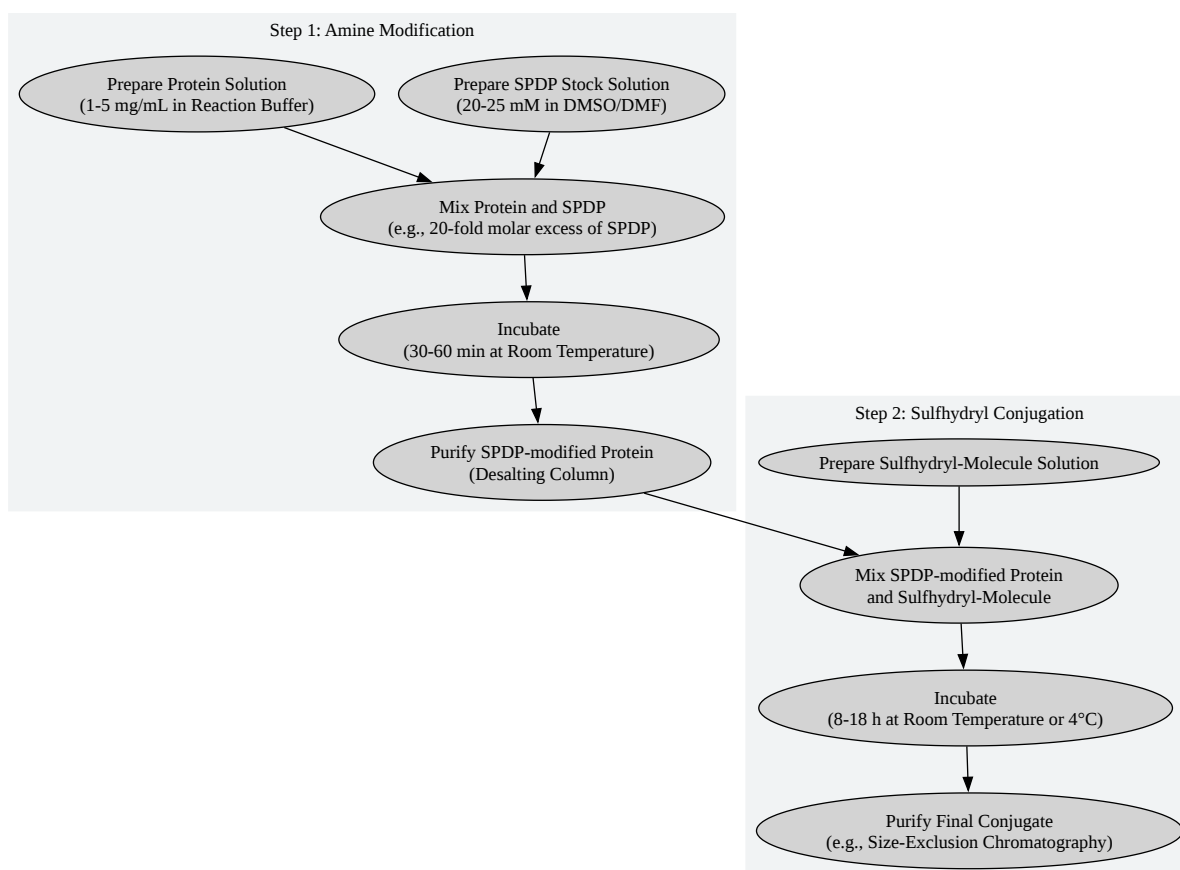 Step 1: Amine Modification
Prepare Protein Solution
(1-5 mg/mL in Reaction Buffer)
Prepare SPDP Stock Solution
(20-25 mM in DMSO/DMF)
Mix Protein and SPDP
(e.g., 20-fold molar excess of SPDP)
Incubate
(30-60 min at Room Temperature)
Purify SPDP-modified Protein
(Desalting Column)
Step 2: Sulfhydryl Conjugation
Prepare Sulfhydryl-Molecule Solution
Mix SPDP-modified Protein
and Sulfhydryl-Molecule
Incubate
(8-18 h at Room Temperature or 4°C)
Purify Final Conjugate
(e.g., Size-Exclusion Chromatography)